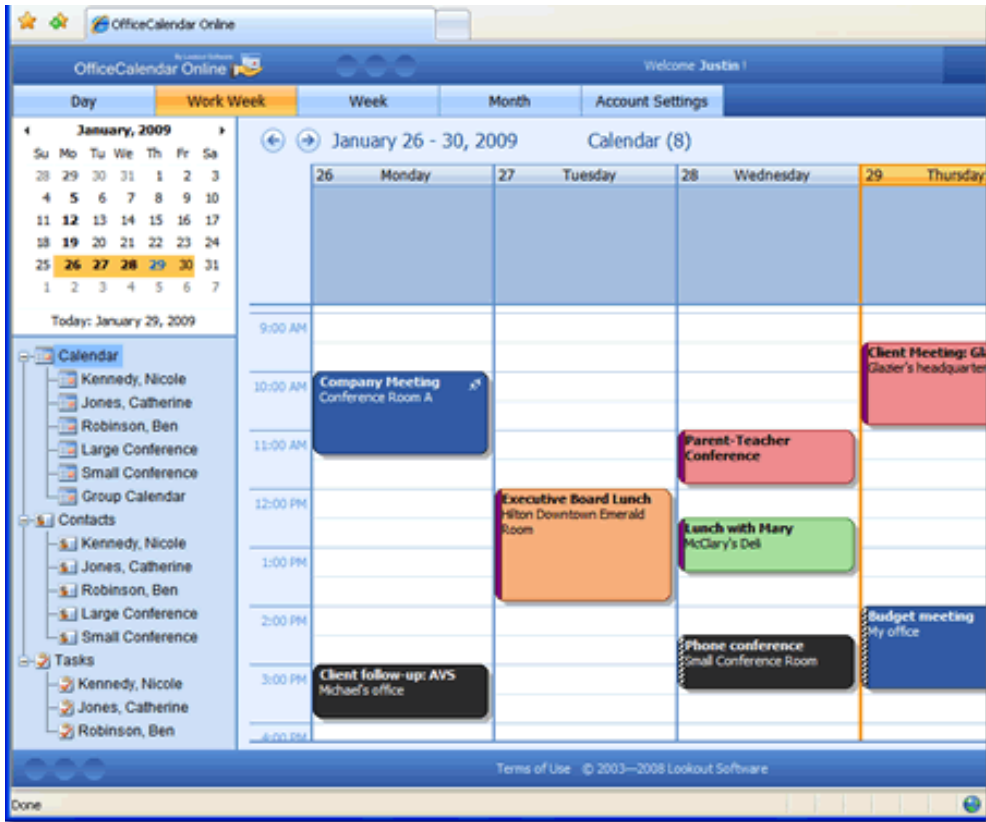 OfficeCalendar Online
By Lookout Software
OfficeCalendar Online
Welcome Justin !
Day Work Week Week Month Account Settings
January, 2009
Su Mo Tu We Th Fr Sa
28 29 30 31 1 2 3
4 5 6 7 8 9 10
11 12 13 14 15 16 17
18 19 20 21 22 23 24
25 26 27 28 29 30 31
1 2 3 4 5 6 7
Today: January 29, 2009
Calendar
Kennedy, Nicole
Jones, Catherine
Robinson, Ben
Large Conference
Small Conference
Group Calendar
Contacts
Kennedy, Nicole
Jones, Catherine
Robinson, Ben
Large Conference
Small Conference
Tasks
Kennedy, Nicole
Jones, Catherine
Robinson, Ben
January 26 - 30, 2009 Calendar (8)
26 Monday 27 Tuesday 28 Wednesday 29 Thursday
9:00 AM
10:00 AM
11:00 AM
12:00 PM
1:00 PM
2:00 PM
3:00 PM
4:00 PM
Company Meeting
Conference Room A
Client follow-up: AVS
Michael's office
Executive Board Lunch
Hilton Downtown Emerald
Room
Parent-Teacher
Conference
Lunch with Mary
McClary's Deli
Phone conference
Small Conference Room
Client Meeting: Gl
Glazier's headquarter
Budget meeting
My office
Terms of Use © 2003—2008 Lookout Software
Done